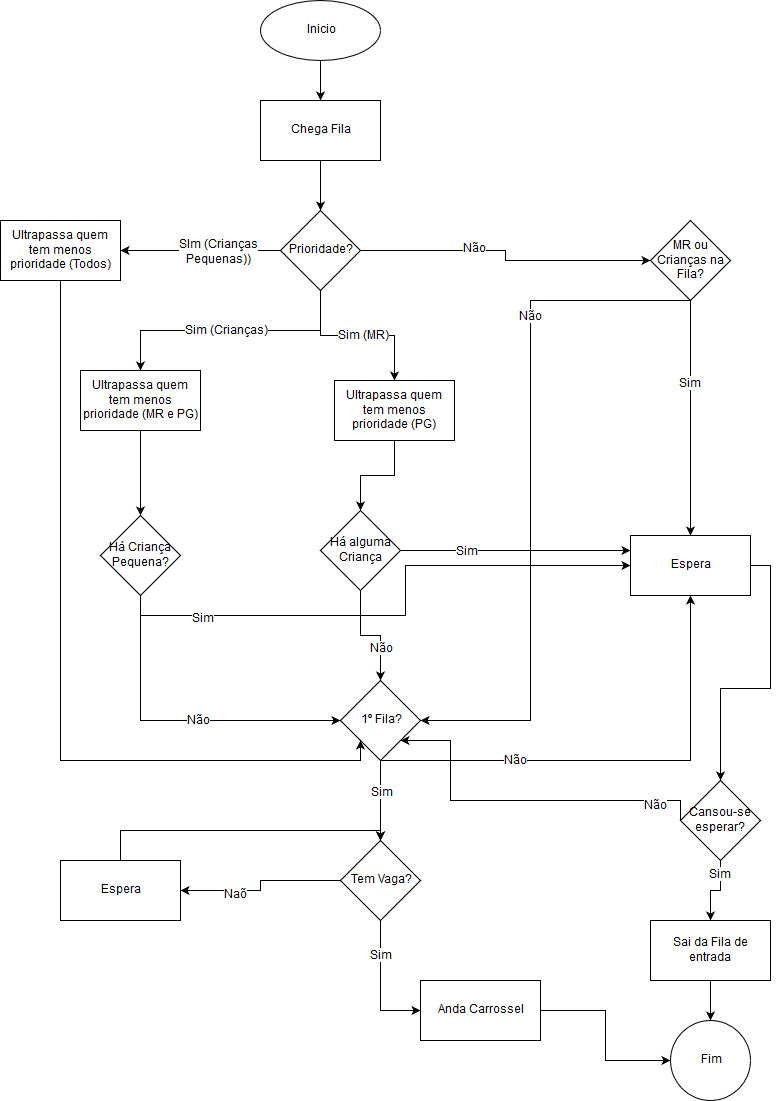 Inicio
Chega Fila
Ultrapassa quem
tem menos
prioridade (Todos)
SIm (Crianças
Pequenas))
Prioridade?
Não
MR ou
Crianças na
Fila?
Não
Sim (Crianças)
Sim (MR)
Ultrapassa quem
tem menos
prioridade (MR e PG)
Ultrapassa quem
tem menos
prioridade (PG)
Sim
Há Criança
Pequena?
Há alguma
Criança
Sim
Espera
Sim
Não
Não
1º Fila?
Não
Sim
Não
Cansou-se
esperar?
Sim
Espera
Naõ
Tem Vaga?
Sim
Sai da Fila de
entrada
Anda Carrossel
Fim